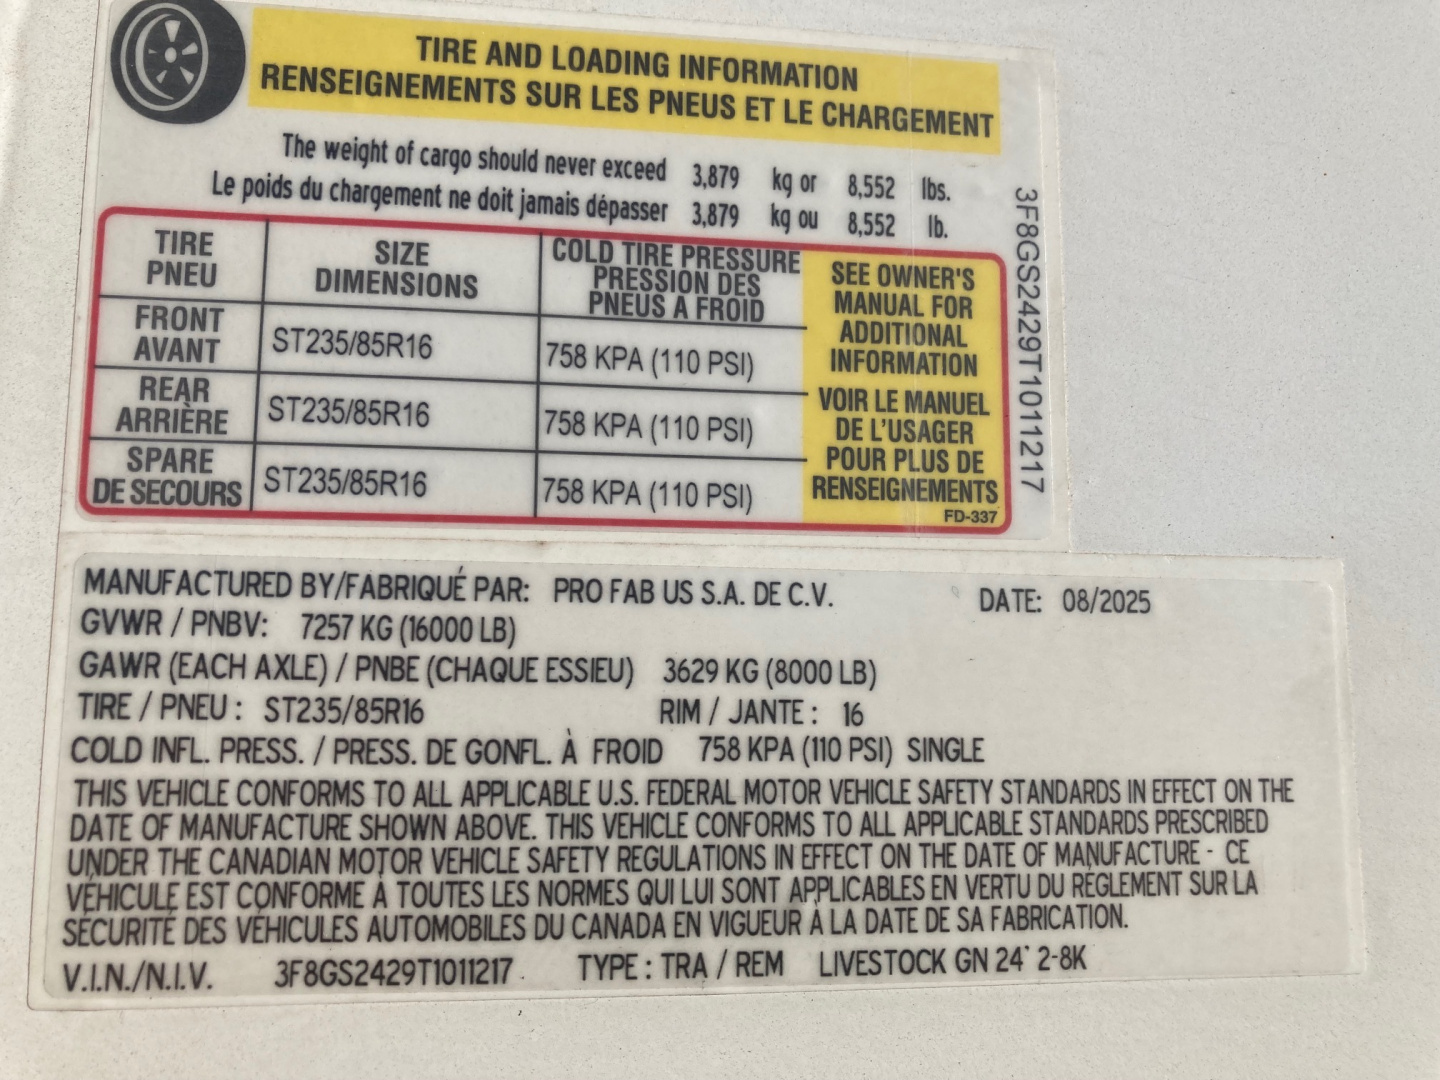 TIRE AND LOADING INFORMATION
RENSEIGNEMENTS SUR LES PNEUS ET LE CHARGEMENT
The weight of cargo should never exceed 3,879 kg or 8,552 lbs.
Le poids du chargement ne doit jamais dépasser 3,879 kg ou 8,552 lb.
TIRE
PNEU
SIZE
DIMENSIONS
COLD TIRE PRESSURE
PRESSION DES
PNEUS A FROID
FRONT
AVANT
ST235/85R16
758 KPA (110 PSI)
REAR
ARRIÈRE
ST235/85R16
758 KPA (110 PSI)
SPARE
DE SECOURS
ST235/85R16
758 KPA (110 PSI)
SEE OWNER'S
MANUAL FOR
ADDITIONAL
INFORMATION
VOIR LE MANUEL
DE L'USAGER
POUR PLUS DE
RENSEIGNEMENTS
FD-337
3F8GS2429T1011217
MANUFACTURED BY/FABRIQUÉ PAR: PRO FAB US S.A. DE C.V. DATE: 08/2025
GVWR / PNBV: 7257 KG (16000 LB)
GAWR (EACH AXLE) / PNBE (CHAQUE ESSIEU) 3629 KG (8000 LB)
TIRE / PNEU : ST235/85R16 RIM / JANTE : 16
COLD INFL. PRESS. / PRESS. DE GONFL. À FROID 758 KPA (110 PSI) SINGLE
THIS VEHICLE CONFORMS TO ALL APPLICABLE U.S. FEDERAL MOTOR VEHICLE SAFETY STANDARDS IN EFFECT ON THE
DATE OF MANUFACTURE SHOWN ABOVE. THIS VEHICLE CONFORMS TO ALL APPLICABLE STANDARDS PRESCRIBED
UNDER THE CANADIAN MOTOR VEHICLE SAFETY REGULATIONS IN EFFECT ON THE DATE OF MANUFACTURE - CE
VÉHICULE EST CONFORME À TOUTES LES NORMES QUI LUI SONT APPLICABLES EN VERTU DU RÈGLEMENT SUR LA
SÉCURITÉ DES VÉHICULES AUTOMOBILES DU CANADA EN VIGUEUR À LA DATE DE SA FABRICATION.
V.I.N./N.I.V. 3F8GS2429T1011217 TYPE : TRA / REM LIVESTOCK GN 24' 2-8K